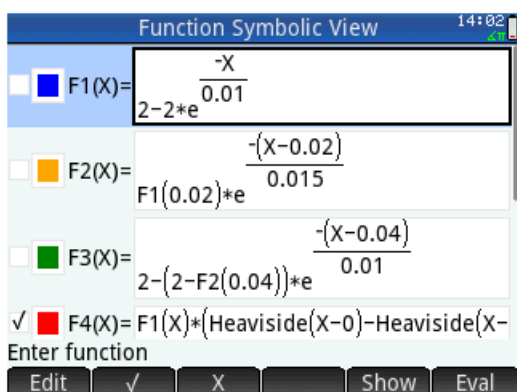 Function Symbolic View 14:02
∠π
F1(X)= 2-2*e^(-X/0.01)
F2(X)= F1(0.02)*e^(-(X-0.02)/0.015)
F3(X)= 2-(2-F2(0.04))*e^(-(X-0.04)/0.01)
√ F4(X)= F1(X)*(Heaviside(X-0)-Heaviside(X-
Enter function
Edit √ X Show Eval